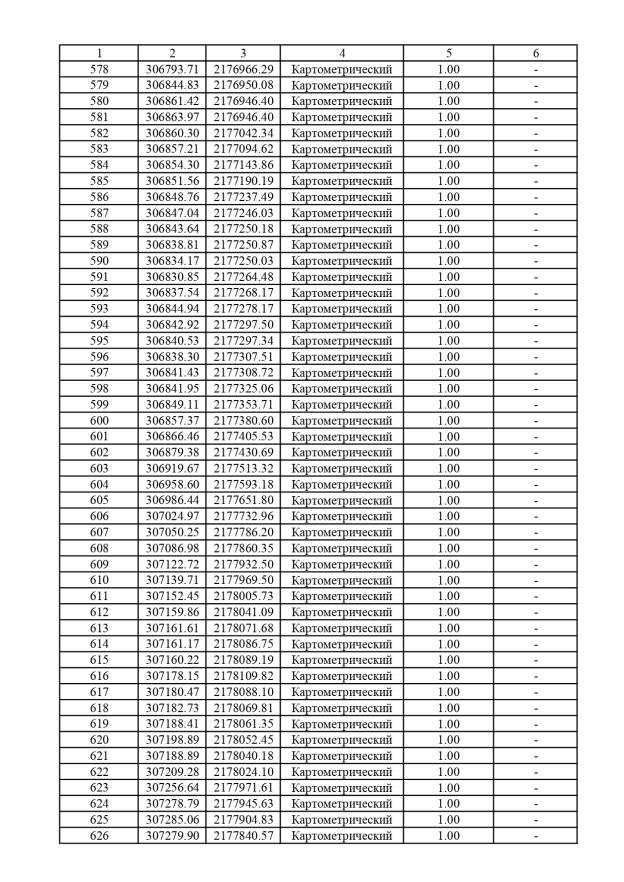 1 2 3 4 5 6
578 306793.71 2176966.29 Картометрический 1.00 -
579 306844.83 2176950.08 Картометрический 1.00 -
580 306861.42 2176946.40 Картометрический 1.00 -
581 306863.97 2176946.40 Картометрический 1.00 -
582 306860.30 2177042.34 Картометрический 1.00 -
583 306857.21 2177094.62 Картометрический 1.00 -
584 306854.30 2177143.86 Картометрический 1.00 -
585 306851.56 2177190.19 Картометрический 1.00 -
586 306848.76 2177237.49 Картометрический 1.00 -
587 306847.04 2177246.03 Картометрический 1.00 -
588 306843.64 2177250.18 Картометрический 1.00 -
589 306838.81 2177250.87 Картометрический 1.00 -
590 306834.17 2177250.03 Картометрический 1.00 -
591 306830.85 2177264.48 Картометрический 1.00 -
592 306837.54 2177268.17 Картометрический 1.00 -
593 306844.94 2177278.17 Картометрический 1.00 -
594 306842.92 2177297.50 Картометрический 1.00 -
595 306840.53 2177297.34 Картометрический 1.00 -
596 306838.30 2177307.51 Картометрический 1.00 -
597 306841.43 2177308.72 Картометрический 1.00 -
598 306841.95 2177325.06 Картометрический 1.00 -
599 306849.11 2177353.71 Картометрический 1.00 -
600 306857.37 2177380.60 Картометрический 1.00 -
601 306866.46 2177405.53 Картометрический 1.00 -
602 306879.38 2177430.69 Картометрический 1.00 -
603 306919.67 2177513.32 Картометрический 1.00 -
604 306958.60 2177593.18 Картометрический 1.00 -
605 306986.44 2177651.80 Картометрический 1.00 -
606 307024.97 2177732.96 Картометрический 1.00 -
607 307050.25 2177786.20 Картометрический 1.00 -
608 307086.98 2177860.35 Картометрический 1.00 -
609 307122.72 2177932.50 Картометрический 1.00 -
610 307139.71 2177969.50 Картометрический 1.00 -
611 307152.45 2178005.73 Картометрический 1.00 -
612 307159.86 2178041.09 Картометрический 1.00 -
613 307161.61 2178071.68 Картометрический 1.00 -
614 307161.17 2178086.75 Картометрический 1.00 -
615 307160.22 2178089.19 Картометрический 1.00 -
616 307178.15 2178109.82 Картометрический 1.00 -
617 307180.47 2178088.10 Картометрический 1.00 -
618 307182.73 2178069.81 Картометрический 1.00 -
619 307188.41 2178061.35 Картометрический 1.00 -
620 307198.89 2178052.45 Картометрический 1.00 -
621 307188.89 2178040.18 Картометрический 1.00 -
622 307209.28 2178024.10 Картометрический 1.00 -
623 307256.64 2177971.61 Картометрический 1.00 -
624 307278.79 2177945.63 Картометрический 1.00 -
625 307285.06 2177904.83 Картометрический 1.00 -
626 307279.90 2177840.57 Картометрический 1.00 -